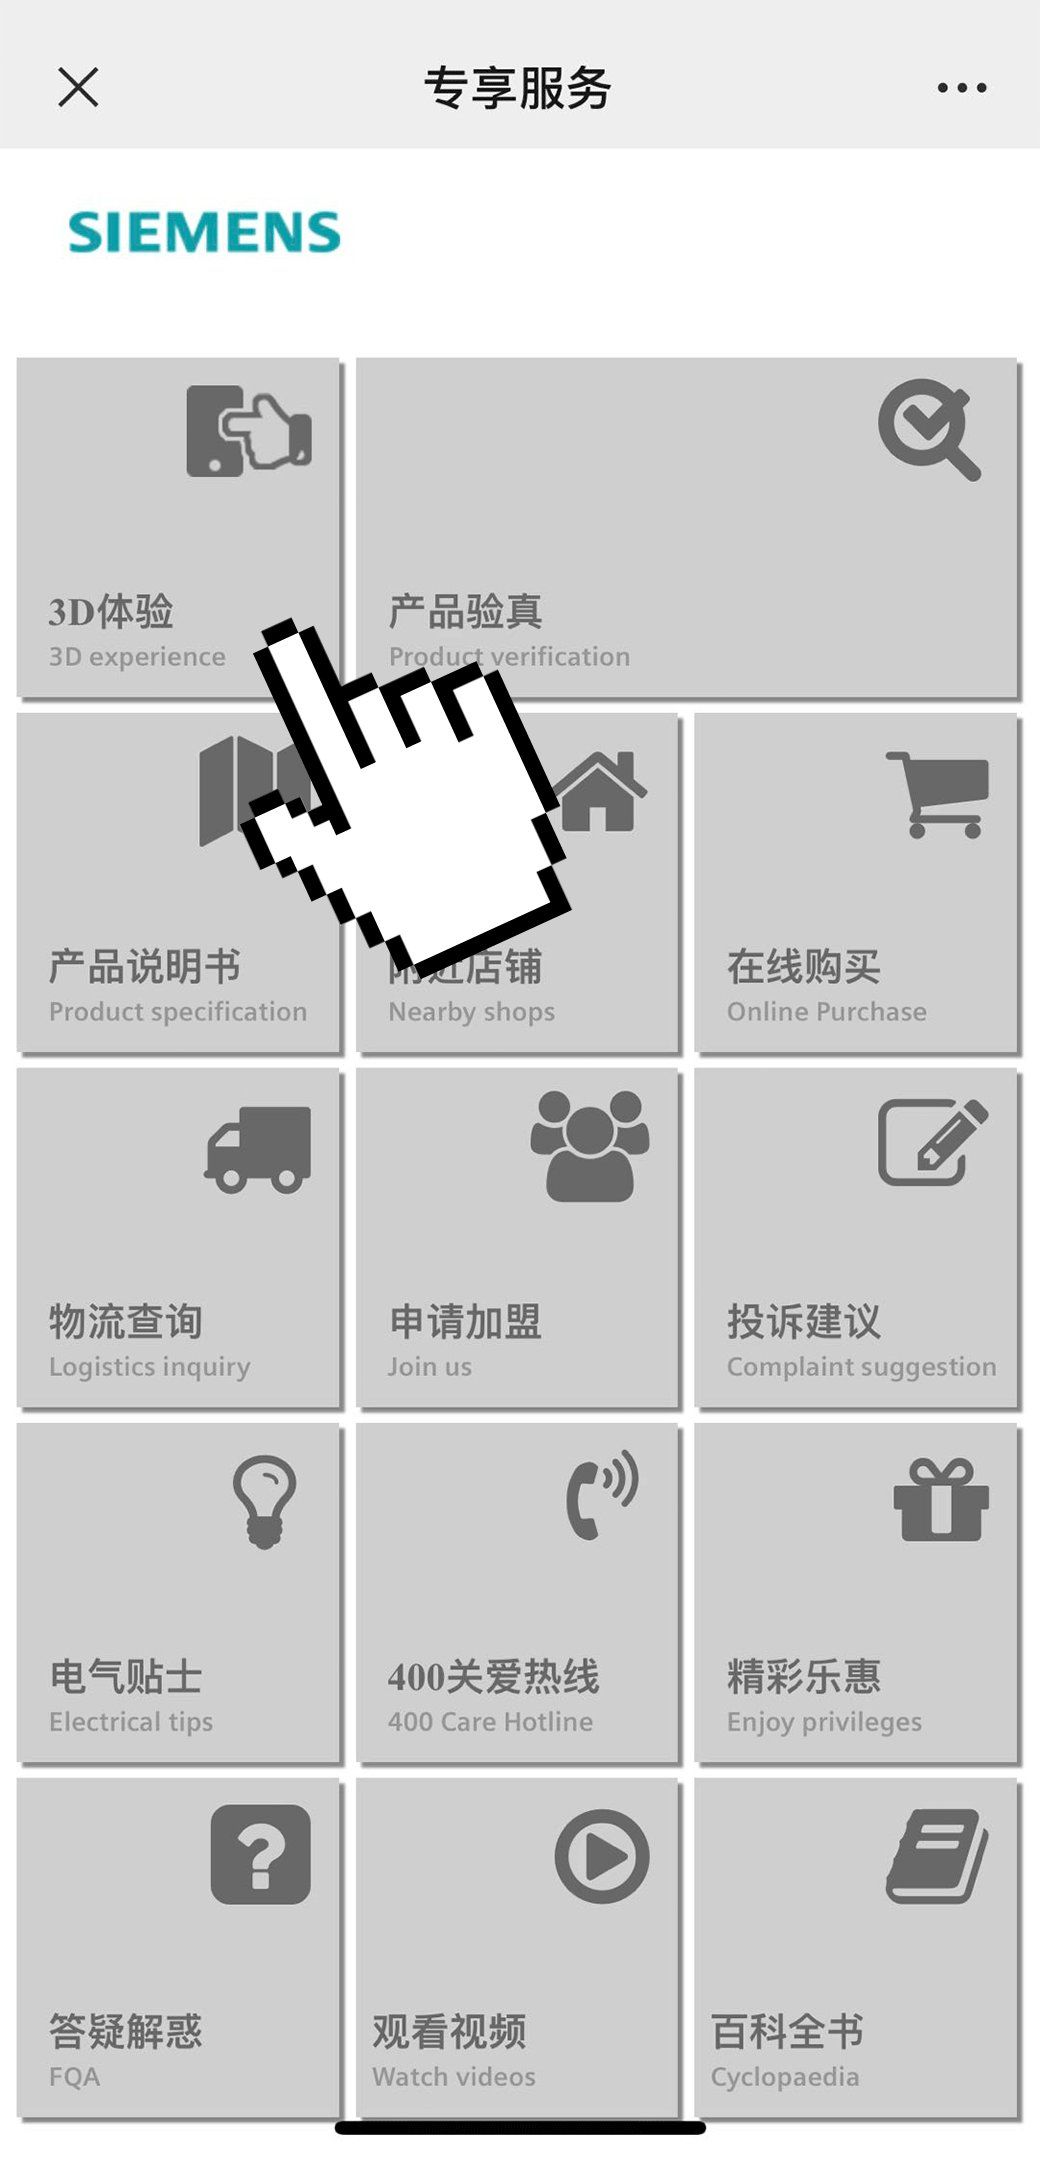 专享服务
SIEMENS
3D体验
3D experience
产品验真
Product verification
产品说明书
Product specification
附近店铺
Nearby shops
在线购买
Online Purchase
物流查询
Logistics inquiry
申请加盟
Join us
投诉建议
Complaint suggestion
电气贴士
Electrical tips
400关爱热线
400 Care Hotline
精彩乐惠
Enjoy privileges
答疑解惑
FQA
观看视频
Watch videos
百科全书
Cyclopaedia